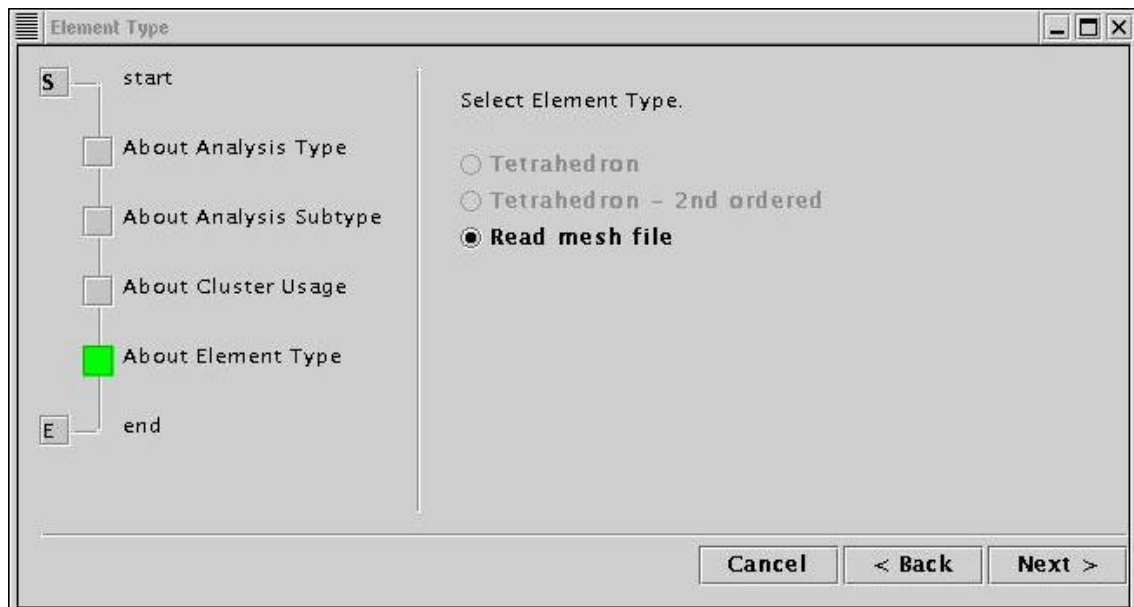 Element Type
S start
About Analysis Type
About Analysis Subtype
About Cluster Usage
About Element Type
E end
Select Element Type.
Tetrahedron
Tetrahedron - 2nd ordered
Read mesh file
Cancel
< Back
Next >